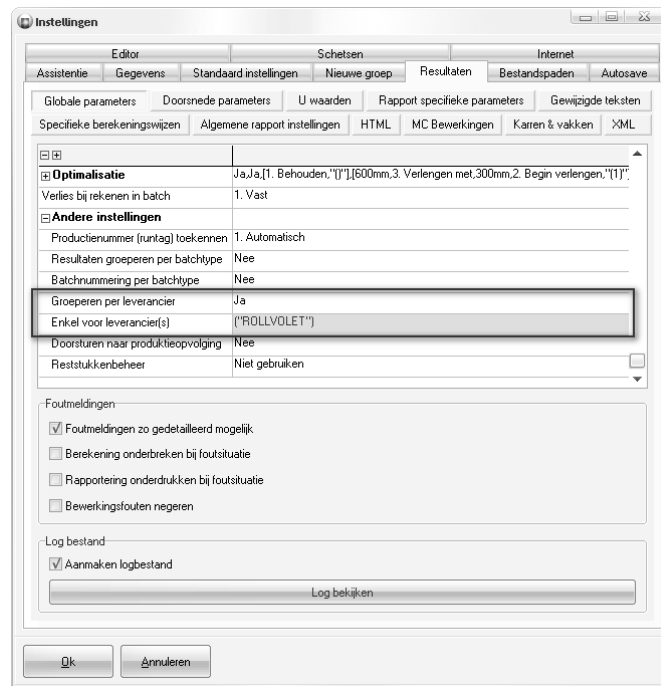 Instellingen
Editor Schetsen Internet
Assistentie Gegevens Standaard instellingen Nieuwe groep Resultaten Bestandspaden Autosave
Globale parameters Doorsnede parameters U waarden Rapport specifieke parameters Gewijzigde teksten
Specifieke berekeningswijzen Algemene rapport instellingen HTML MC Bewerkingen Karren & vakken XML
Optimalisatie Ja,Ja,[1. Behouden,"()"],[600mm,3. Verlengen met,300mm,2. Begin verlengen,"(1)"]
Verlies bij rekenen in batch 1. Vast
Andere instellingen
Productienummer (runtag) toekennen 1. Automatisch
Resultaten groeperen per batchtype Nee
Batchnummering per batchtype Nee
Groeperen per leverancier Ja
Enkel voor leverancier(s) ("ROLLVOLET")
Doorsturen naar produktieopvolging Nee
Reststukkenbeheer Niet gebruiken
Foutmeldingen
Foutmeldingen zo gedetailleerd mogelijk
Berekening onderbreken bij foutsituatie
Rapportering onderdrukken bij foutsituatie
Bewerkingsfouten negeren
Log bestand
Aanmaken logbestand
Log bekijken
Ok Annuleren